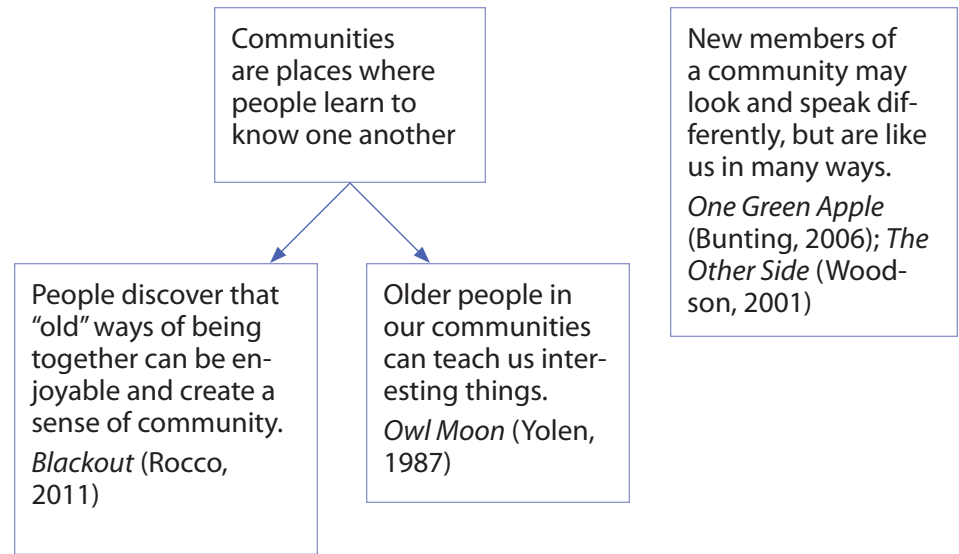 Communities
are places where
people learn to
know one another
New members of
a community may
look and speak dif-
ferently, but are like
us in many ways.
One Green Apple
(Bunting, 2006); The
Other Side (Wood-
son, 2001)
People discover that
“old” ways of being
together can be en-
joyable and create a
sense of community.
Blackout (Rocco,
2011)
Older people in
our communities
can teach us inter-
esting things.
Owl Moon (Yolen,
1987)